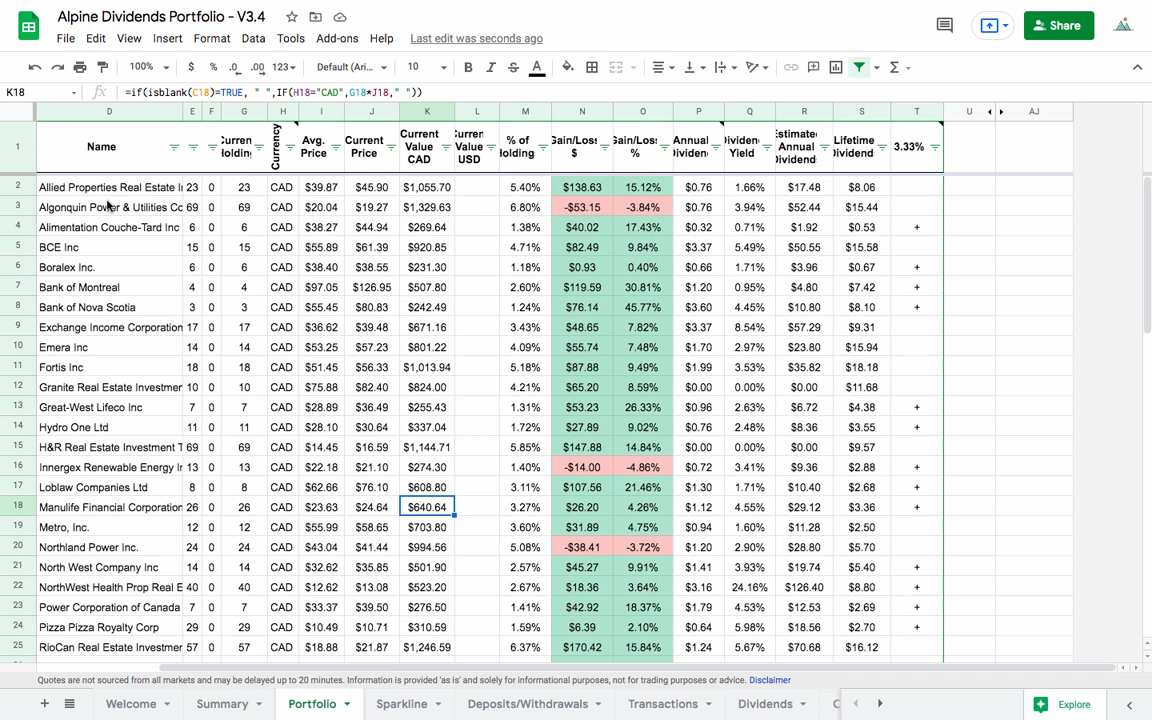 Alpine Dividends Portfolio - V3.4
File Edit View Insert Format Data Tools Add-ons Help Last edit was seconds ago
Share
100% $ % .0 .00 123 Default (Ari... 10 B I S A
K18 fx =if(isblank(C18)=TRUE, " ",IF(H18="CAD",G18*J18," "))
D E F G H I J K L M N O P Q R S T U AJ
1 Name Currency Avg. Price Current Price Current Value CAD Value USD % of Gain/Loss $ Gain/Loss % Annual Yield Annual Lifetime 3.33%
2 Allied Properties Real Estate 23 0 23 CAD $39.87 $45.90 $1,055.70 5.40% $138.63 15.12% $0.76 1.66% $17.48 $8.06
3 Algonquin Power & Utilities Co 69 0 69 CAD $20.04 $19.27 $1,329.63 6.80% -$53.15 -3.84% $0.76 3.94% $52.44 $15.44
4 Alimentation Couche-Tard Inc 6 0 6 CAD $38.27 $44.94 $269.64 1.38% $40.02 17.43% $0.32 0.71% $1.92 $0.53 +
5 BCE Inc 15 0 15 CAD $55.89 $61.39 $920.85 4.71% $82.49 9.84% $3.37 5.49% $50.55 $15.58
6 Boralex Inc. 6 0 6 CAD $38.40 $38.55 $231.30 1.18% $0.93 0.40% $0.66 1.71% $3.96 $0.67 +
7 Bank of Montreal 4 0 4 CAD $97.05 $126.95 $507.80 2.60% $119.59 30.81% $1.20 0.95% $4.80 $7.42 +
8 Bank of Nova Scotia 3 0 3 CAD $55.45 $80.83 $242.49 1.24% $76.14 45.77% $3.60 4.45% $10.80 $8.10 +
9 Exchange Income Corporation 17 0 17 CAD $36.62 $39.48 $671.16 3.43% $48.65 7.82% $3.37 8.54% $57.29 $9.31
10 Emera Inc 14 0 14 CAD $53.25 $57.23 $801.22 4.09% $55.74 7.48% $1.70 2.97% $23.80 $15.94
11 Fortis Inc 18 0 18 CAD $51.45 $56.33 $1,013.94 5.18% $87.88 9.49% $1.99 3.53% $35.82 $18.18
12 Granite Real Estate Investmer 10 0 10 CAD $75.88 $82.40 $824.00 4.21% $65.20 8.59% $0.00 0.00% $0.00 $11.68
13 Great-West Lifeco Inc 7 0 7 CAD $28.89 $36.49 $255.43 1.31% $53.23 26.33% $0.96 2.63% $6.72 $4.38 +
14 Hydro One Ltd 11 0 11 CAD $28.10 $30.64 $337.04 1.72% $27.89 9.02% $0.76 2.48% $8.36 $3.55 +
15 H&R Real Estate Investment T 69 0 69 CAD $14.45 $16.59 $1,144.71 5.85% $147.88 14.84% $0.00 0.00% $0.00 $9.57
16 Innergex Renewable Energy Ir 13 0 13 CAD $22.18 $21.10 $274.30 1.40% -$14.00 -4.86% $0.72 3.41% $9.36 $2.88 +
17 Loblaw Companies Ltd 8 0 8 CAD $62.66 $76.10 $608.80 3.11% $107.56 21.46% $1.30 1.71% $10.40 $2.68 +
18 Manulife Financial Corporation 26 0 26 CAD $23.63 $24.64 $640.64 3.27% $26.20 4.26% $1.12 4.55% $29.12 $3.36 +
19 Metro, Inc. 12 0 12 CAD $55.99 $58.65 $703.80 3.60% $31.89 4.75% $0.94 1.60% $11.28 $2.50
20 Northland Power Inc. 24 0 24 CAD $43.04 $41.44 $994.56 5.08% -$38.41 -3.72% $1.20 2.90% $28.80 $5.70
21 North West Company Inc 14 0 14 CAD $32.62 $35.85 $501.90 2.57% $45.27 9.91% $1.41 3.93% $19.74 $5.40 +
22 NorthWest Health Prop Real E 40 0 40 CAD $12.62 $13.08 $523.20 2.67% $18.36 3.64% $3.16 24.16% $126.40 $8.80 +
23 Power Corporation of Canada 7 0 7 CAD $33.37 $39.50 $276.50 1.41% $42.92 18.37% $1.79 4.53% $12.53 $2.69 +
24 Pizza Pizza Royalty Corp 29 0 29 CAD $10.49 $10.71 $310.59 1.59% $6.39 2.10% $0.64 5.98% $18.56 $2.70 +
25 RioCan Real Estate Investmer 57 0 57 CAD $18.88 $21.87 $1,246.59 6.37% $170.42 15.84% $1.24 5.67% $70.68 $16.12
Quotes are not sourced from all markets and may be delayed up to 20 minutes. Information is provided 'as is' and solely for informational purposes, not for trading purposes or advice. Disclaimer
Welcome Summary Portfolio Sparkline Deposits/Withdrawals Transactions Dividends Explore